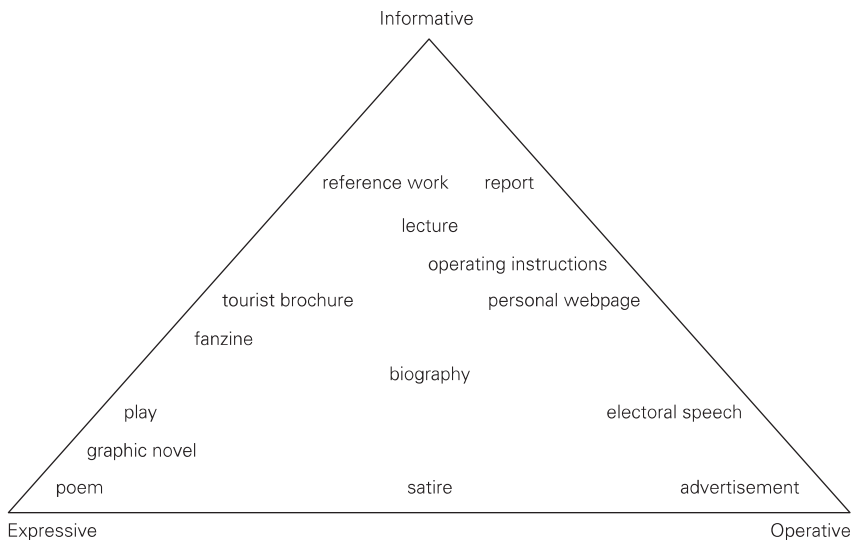 Informative
reference work report
lecture
operating instructions
tourist brochure personal webpage
fanzine
biography
play electoral speech
graphic novel
poem satire advertisement
Expressive Operative